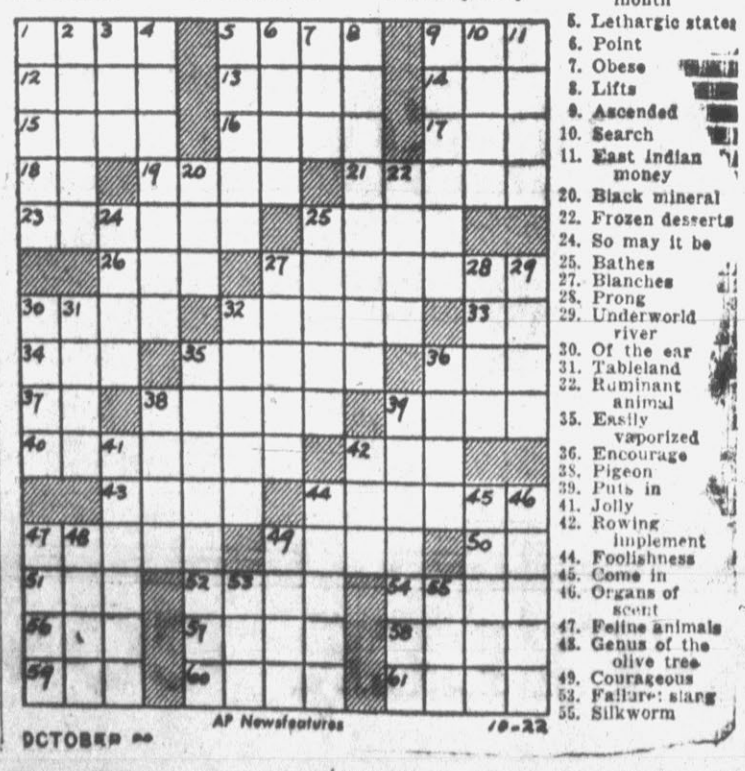 month
5. Lethargic states
6. Point
7. Obese
8. Lifts
9. Ascended
10. Search
11. East Indian
money
20. Black mineral
22. Frozen desserts
24. So may it be
25. Bathes
27. Blanches
28. Prong
29. Underworld
river
30. Of the ear
31. Tableland
32. Ruminant
animal
35. Easily
vaporized
36. Encourage
38. Pigeon
39. Puts in
41. Jolly
42. Rowing
implement
44. Foolishness
45. Come in
46. Organs of
scent
47. Feline animals
48. Genus of the
olive tree
49. Courageous
53. Failure: slang
55. Silkworm
1 2 3 4 5 6 7 8 9 10 11
12 13 14
15 16 17
18 19 20 21 22
23 24 25
26 27 28 29
30 31 32 33
34 35 36
37 38 39
40 41 42
43 44 45 46
47 48 49 50
51 52 53 54 55
56 57 58
59 60 61
AP Newsfeatures 10-22
OCTOBER